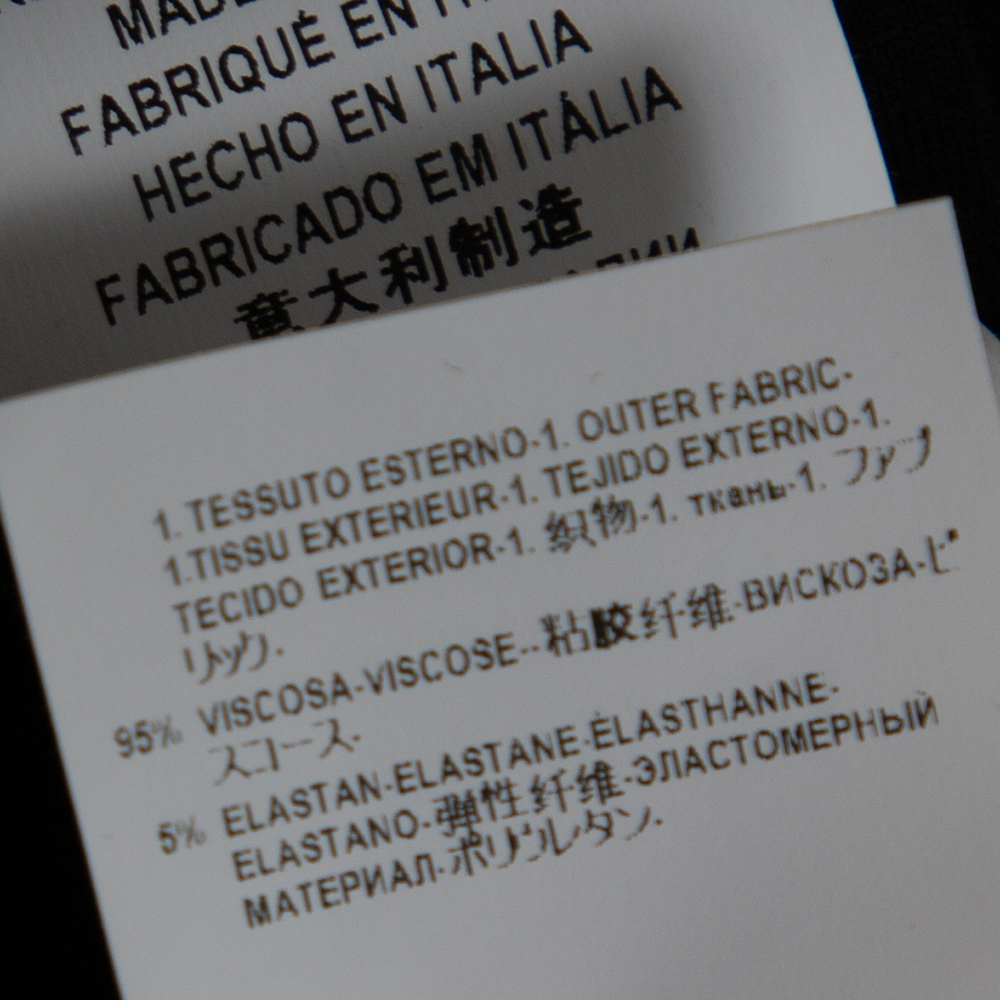 MADE
FABRIQUÉ EN IT
HECHO EN ITALIA
FABRICADO EM ITÁLIA
意大利制造
1. TESSUTO ESTERNO-1. OUTER FABRIC-
1.TISSU EXTERIEUR-1. TEJIDO EXTERNO-1.
TECIDO EXTERIOR-1. 织物-1. ткань-1. ファブ
リック.
95% VISCOSA-VISCOSE--粘胶纤维-ВИСКОЗА-ビ
スコース.
5% ELASTAN-ELASTANE-ÉLASTHANNE-
ELASTANO-弹性纤维-ЭЛАСТОМЕРНЫЙ
МАТЕРИАЛ-ポリウレタン.